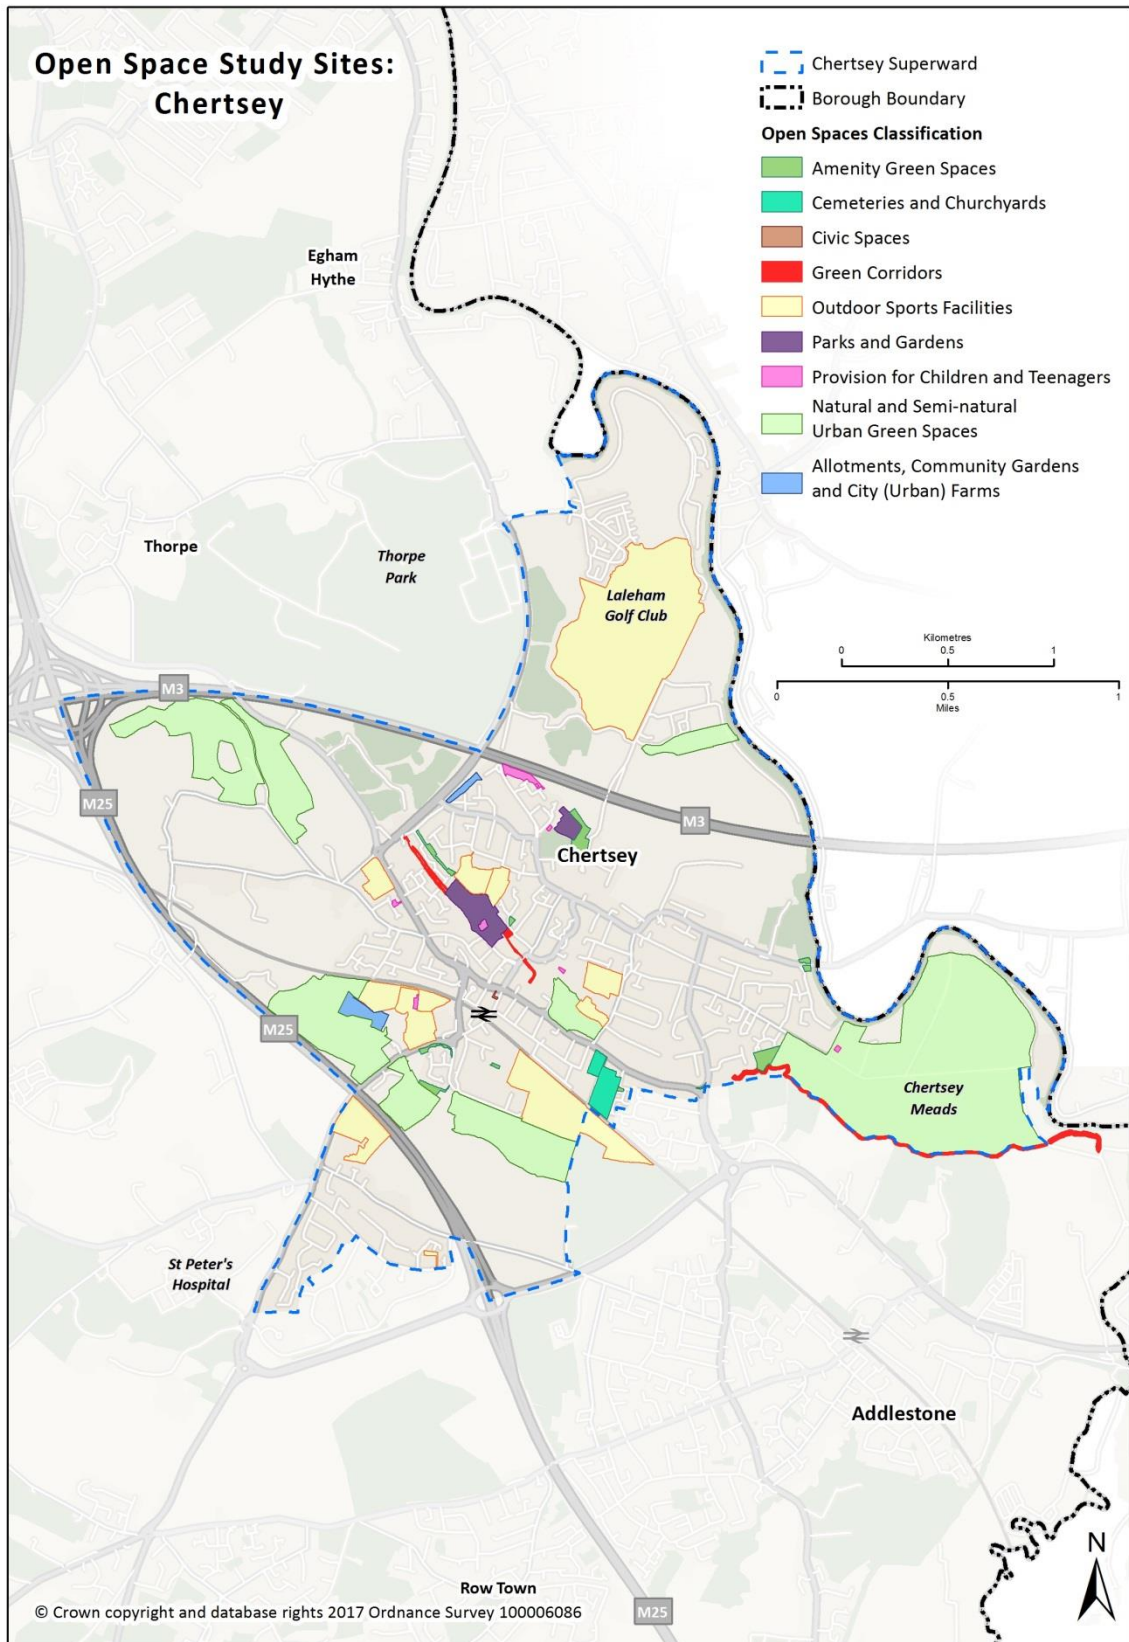 Open Space Study Sites:
Chertsey
Chertsey Superward
Borough Boundary
Open Spaces Classification
Amenity Green Spaces
Cemeteries and Churchyards
Civic Spaces
Green Corridors
Outdoor Sports Facilities
Parks and Gardens
Provision for Children and Teenagers
Natural and Semi-natural
Urban Green Spaces
Allotments, Community Gardens
and City (Urban) Farms
Egham
Hythe
Thorpe
Thorpe
Park
Laleham
Golf Club
Kilometres
0 0.5 1
0 0.5 1
Miles
M3
M25
M3
Chertsey
M25
Chertsey
Meads
St Peter's
Hospital
Addlestone
Row Town
N
© Crown copyright and database rights 2017 Ordnance Survey 100006086
M25